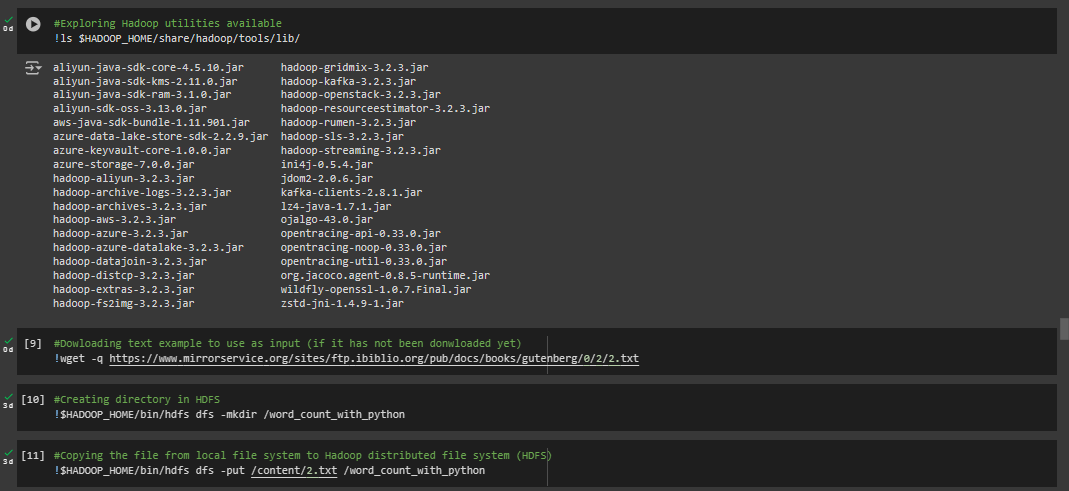 #Exploring Hadoop utilities available
0d
!ls $HADOOP_HOME/share/hadoop/tools/lib/
aliyun-java-sdk-core-4.5.10.jar hadoop-gridmix-3.2.3.jar
aliyun-java-sdk-kms-2.11.0.jar hadoop-kafka-3.2.3.jar
aliyun-java-sdk-ram-3.1.0.jar hadoop-openstack-3.2.3.jar
aliyun-sdk-oss-3.13.0.jar hadoop-resourceestimator-3.2.3.jar
aws-java-sdk-bundle-1.11.901.jar hadoop-rumen-3.2.3.jar
azure-data-lake-store-sdk-2.2.9.jar hadoop-sls-3.2.3.jar
azure-keyvault-core-1.0.0.jar hadoop-streaming-3.2.3.jar
azure-storage-7.0.0.jar ini4j-0.5.4.jar
hadoop-aliyun-3.2.3.jar jdom2-2.0.6.jar
hadoop-archive-logs-3.2.3.jar kafka-clients-2.8.1.jar
hadoop-archives-3.2.3.jar lz4-java-1.7.1.jar
hadoop-aws-3.2.3.jar ojalgo-43.0.jar
hadoop-azure-3.2.3.jar opentracing-api-0.33.0.jar
hadoop-azure-datalake-3.2.3.jar opentracing-noop-0.33.0.jar
hadoop-datajoin-3.2.3.jar opentracing-util-0.33.0.jar
hadoop-distcp-3.2.3.jar org.jacoco.agent-0.8.5-runtime.jar
hadoop-extras-3.2.3.jar wildfly-openssl-1.0.7.Final.jar
hadoop-fs2img-3.2.3.jar zstd-jni-1.4.9-1.jar
[9] #Dowloading text example to use as input (if it has not been donwloaded yet)
0d
!wget -q https://www.mirrorservice.org/sites/ftp.ibiblio.org/pub/docs/books/gutenberg/0/2/2.txt
[10] #Creating directory in HDFS
3d
!$HADOOP_HOME/bin/hdfs dfs -mkdir /word_count_with_python
[11] #Copying the file from local file system to Hadoop distributed file system (HDFS)
3d
!$HADOOP_HOME/bin/hdfs dfs -put /content/2.txt /word_count_with_python